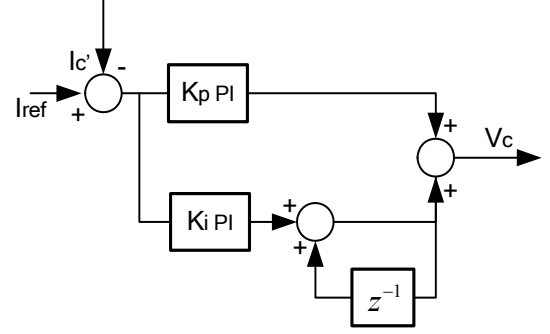 Ic' -
Iref +
Kp PI
+
Vc
+
Ki PI
+
+
z⁻¹